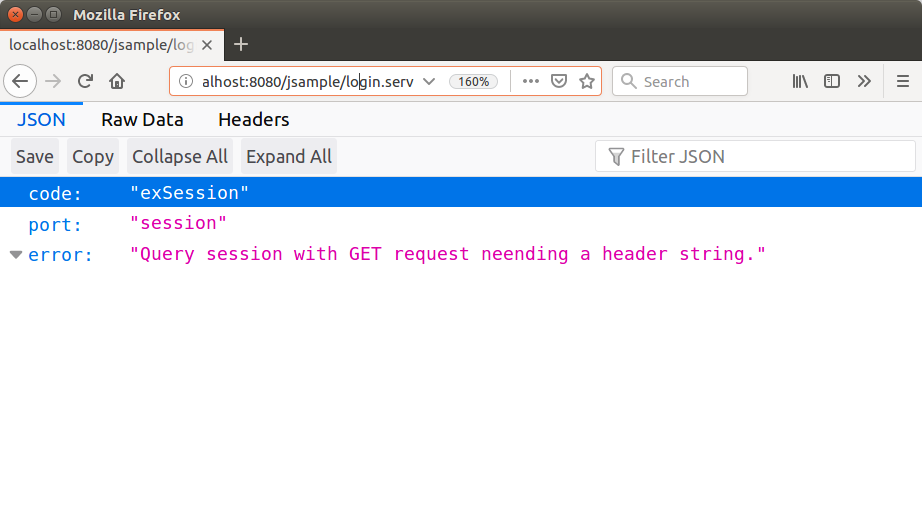 Mozilla Firefox
localhost:8080/jsample/log
alhost:8080/jsample/login.serv 160% Search
JSON Raw Data Headers
Save Copy Collapse All Expand All Filter JSON
code: "exSession"
port: "session"
error: "Query session with GET request neending a header string."